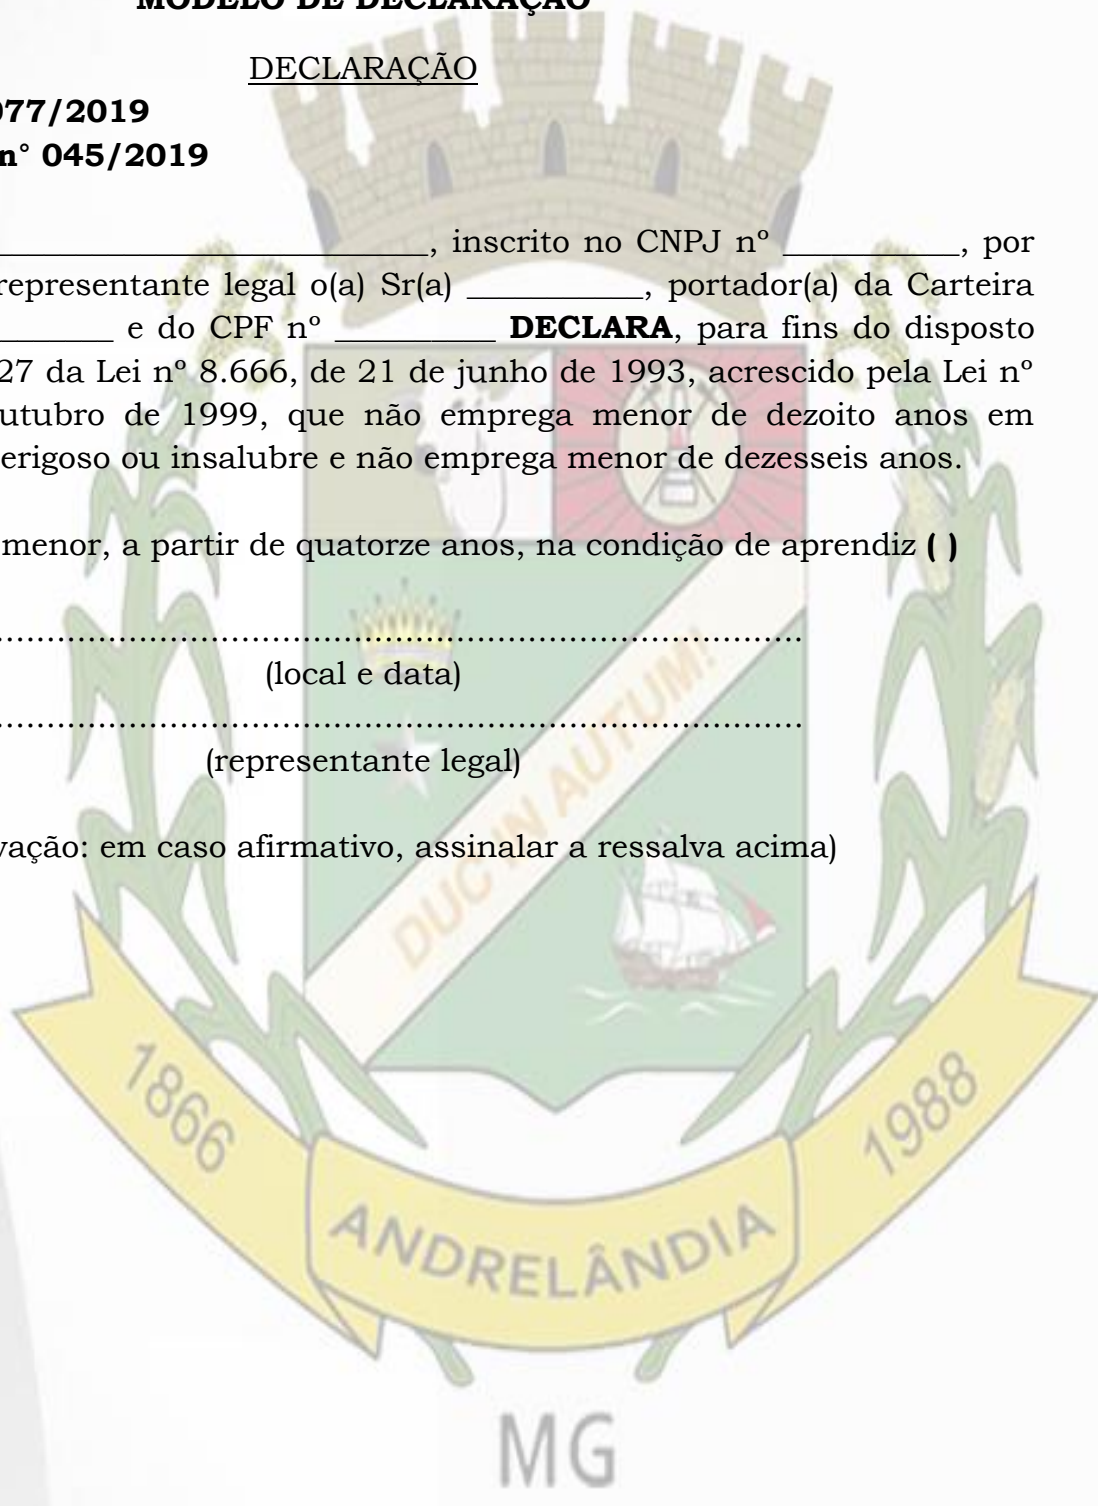 MODELO DE DECLARAÇÃO
DECLARAÇÃO
077/2019
n° 045/2019
____________________________, inscrito no CNPJ nº ___________, por
representante legal o(a) Sr(a) ___________, portador(a) da Carteira
_______ e do CPF nº __________ DECLARA, para fins do disposto
27 da Lei nº 8.666, de 21 de junho de 1993, acrescido pela Lei nº
utubro de 1999, que não emprega menor de dezoito anos em
erigoso ou insalubre e não emprega menor de dezesseis anos.
menor, a partir de quatorze anos, na condição de aprendiz ( )
........................................................................................
(local e data)
........................................................................................
(representante legal)
vação: em caso afirmativo, assinalar a ressalva acima)
DUC IN AUTUM!
1866
ANDRELÂNDIA
1988
MG